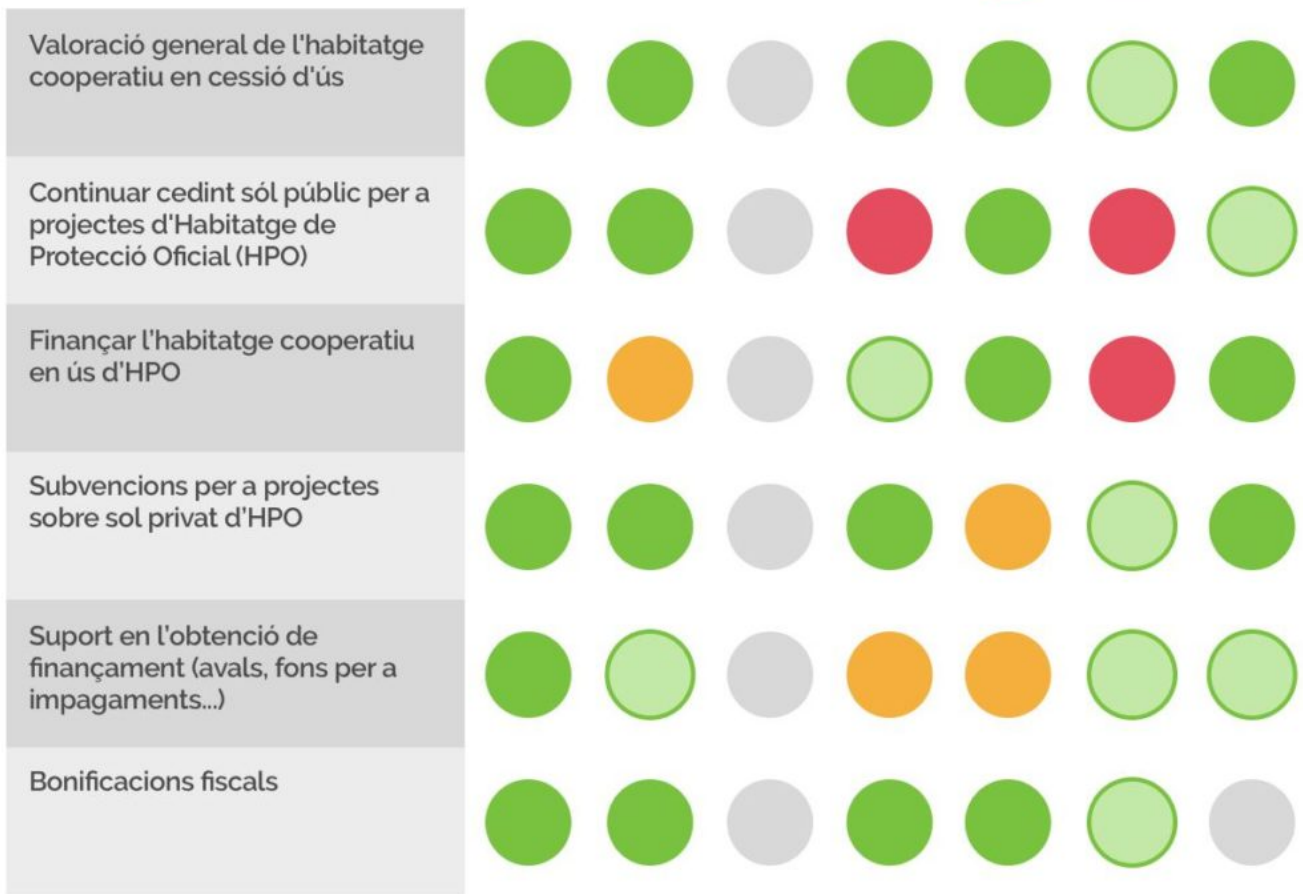 Valoració general de l'habitatge
cooperatiu en cessió d'ús
Continuar cedint sól públic per a
projectes d'Habitatge de
Protecció Oficial (HPO)
Finançar l'habitatge cooperatiu
en ús d'HPO
Subvencions per a projectes
sobre sol privat d'HPO
Suport en l'obtenció de
finançament (avals, fons per a
impagaments...)
Bonificacions fiscals